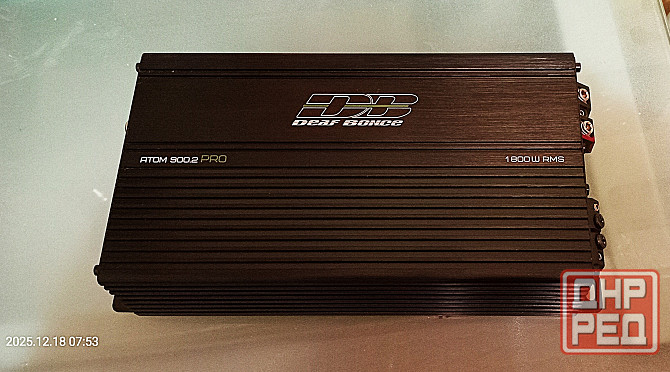 DB
Deaf Bonce
ATOM 900.2 PRO
1800W RMS
2025.12.18 07:53
ДНР
РЕД